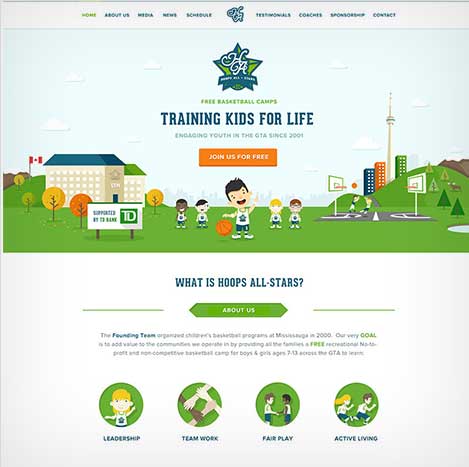 HOME
ABOUT
MEDIA
NEWS
SCHEDULE
HA
TESTIMONIALS
COACHES
SPONSORSHIP
CONTACT
HA
HOOPS ALL-STARS
FREE BASKETBALL CAMPS
TRAINING KIDS FOR LIFE
ENGAGING YOUTH IN THE GTA SINCE 2001
JOIN US FOR FREE
SUPPORTED
BY TD BANK
TD
WHAT IS HOOPS ALL-STARS?
ABOUT US
The Founding Team organized children's basketball programs at Mississauga in 2000. Our very GOAL
is to add value to the communities we operate in by providing all the families a FREE recreational No-to-
profit and non-competitive basketball camp for boys & girls ages 7-13 across the GTA to learn:
LEADERSHIP
TEAM WORK
FAIR PLAY
ACTIVE LIVING